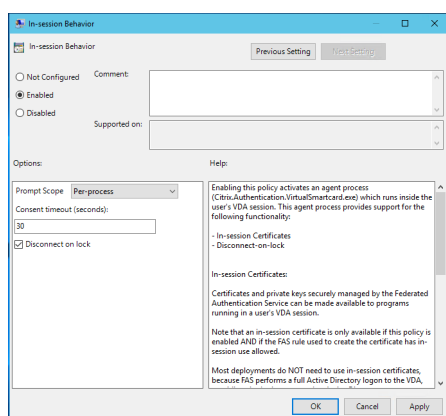 In-session Behavior
In-session Behavior
Previous Setting
Next Setting
Not Configured
Comment:
Enabled
Disabled
Supported on:
Options:
Help:
Prompt Scope Per-process
Consent timeout (seconds):
30
Disconnect on lock
Enabling this policy activates an agent process
(Citrix.Authentication.VirtualSmartcard.exe) which runs inside the
user's VDA session. This agent process provides support for the
following functionality:
- In-session Certificates
- Disconnect-on-lock
In-session Certificates:
Certificates and private keys securely managed by the Federated
Authentication Service can be made available to programs
running in a user's VDA session.
Note that an in-session certificate is only available if this policy is
enabled AND if the FAS rule used to create the certificate has in-
session use allowed.
Most deployments do NOT need to use in-session certificates,
because FAS performs a full Active Directory logon to the VDA,
OK
Cancel
Apply